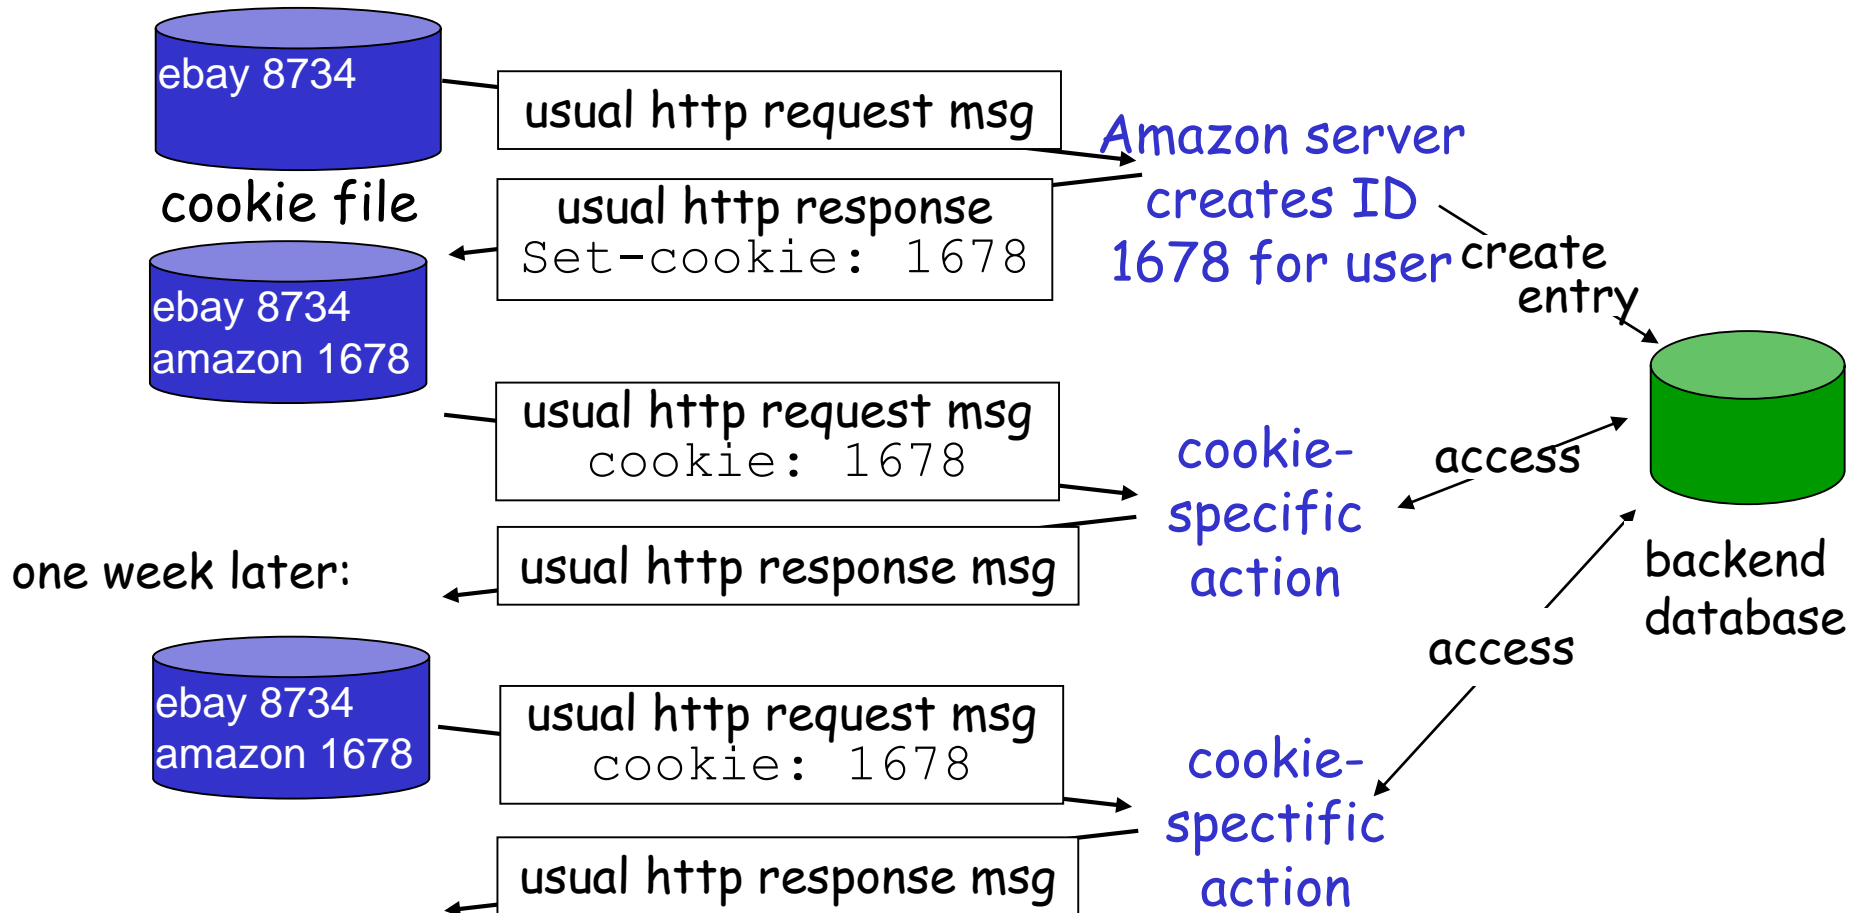 ebay 8734
usual http request msg
cookie file
Amazon server
creates ID
1678 for user
usual http response
Set-cookie: 1678
create
entry
ebay 8734
amazon 1678
usual http request msg
cookie: 1678
cookie-
specific
action
access
usual http response msg
one week later:
backend
database
access
ebay 8734
amazon 1678
usual http request msg
cookie: 1678
cookie-
spectific
action
usual http response msg